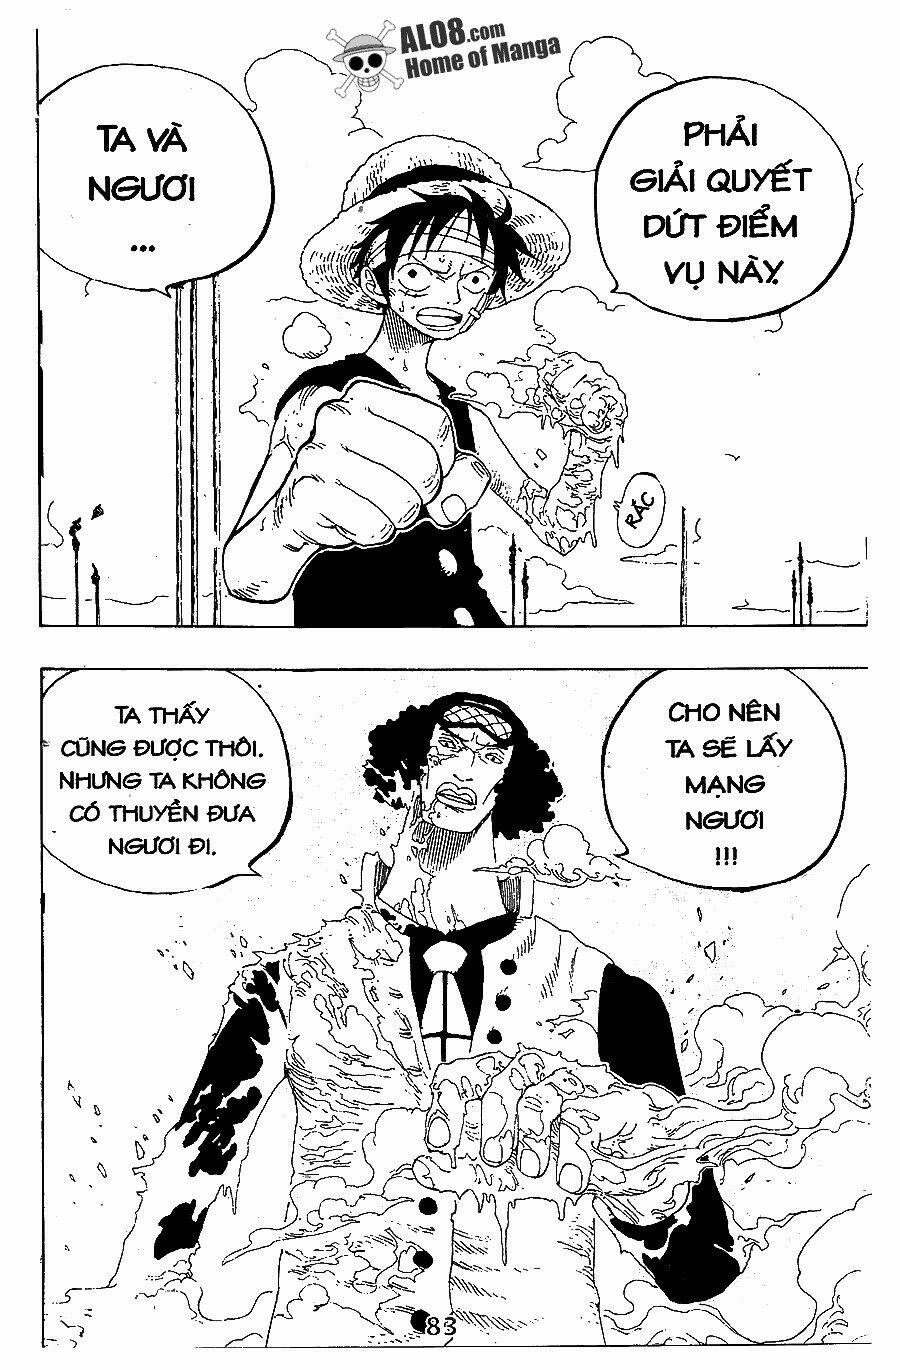 AL08.com
Home of Manga
PHẢI
GIẢI QUYẾT
DỨT ĐIỂM
VỤ NÀY.
TA VÀ
NGƯƠI
...
RẮC
CHO NÊN
TA SẼ LẤY
MẠNG
NGƯƠI
!!!
TA THẤY
CŨNG ĐƯỢC THÔI.
NHƯNG TA KHÔNG
CÓ THUYỀN ĐƯA
NGƯƠI ĐI.
83